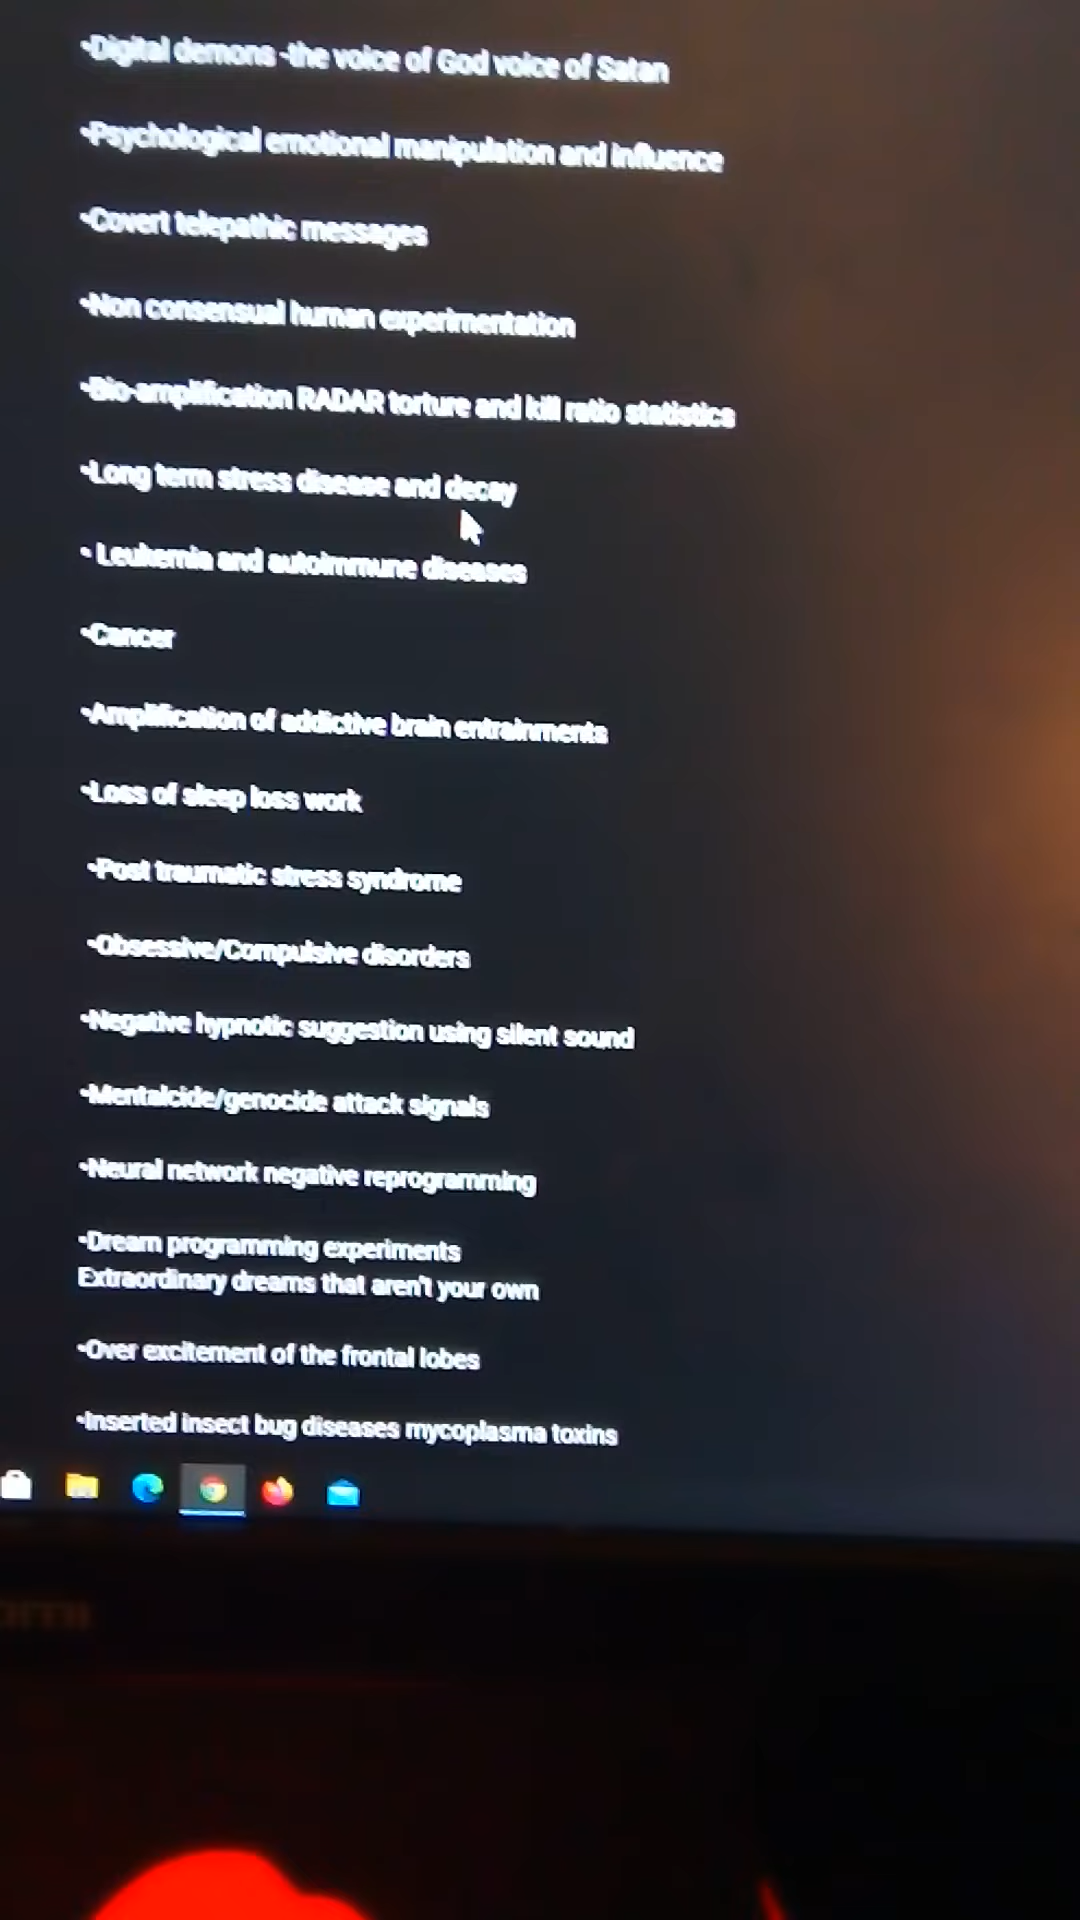 •Digital demons -the voice of God voice of Satan
•Psychological emotional manipulation and influence
•Covert telepathic messages
•Non consensual human experimentation
•Bio-amplification RADAR torture and kill ratio statistics
•Long term stress disease and decay
• Leukemia and autoimmune diseases
•Cancer
•Amplification of addictive brain entrainments
•Loss of sleep loss work
•Post traumatic stress syndrome
•Obsessive/Compulsive disorders
•Negative hypnotic suggestion using silent sound
•Mentalcide/genocide attack signals
•Neural network negative reprogramming
•Dream programming experiments
Extraordinary dreams that aren't your own
•Over excitement of the frontal lobes
•Inserted insect bug diseases mycoplasma toxins